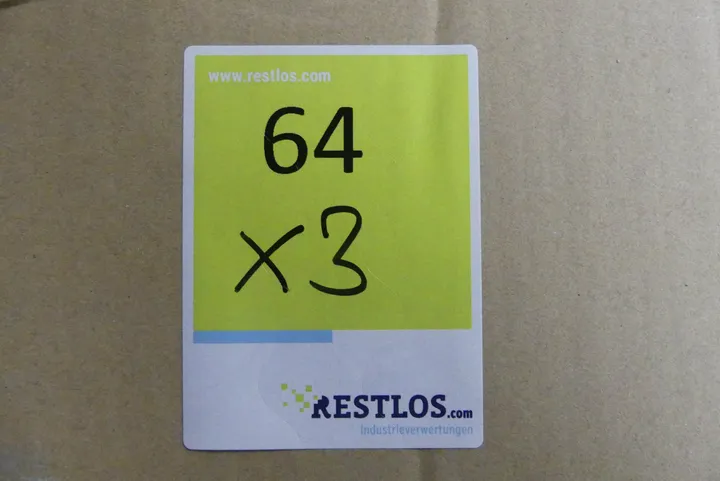 www.restlos.com
64
x3
RESTLOS.com
Industrieverwertungen